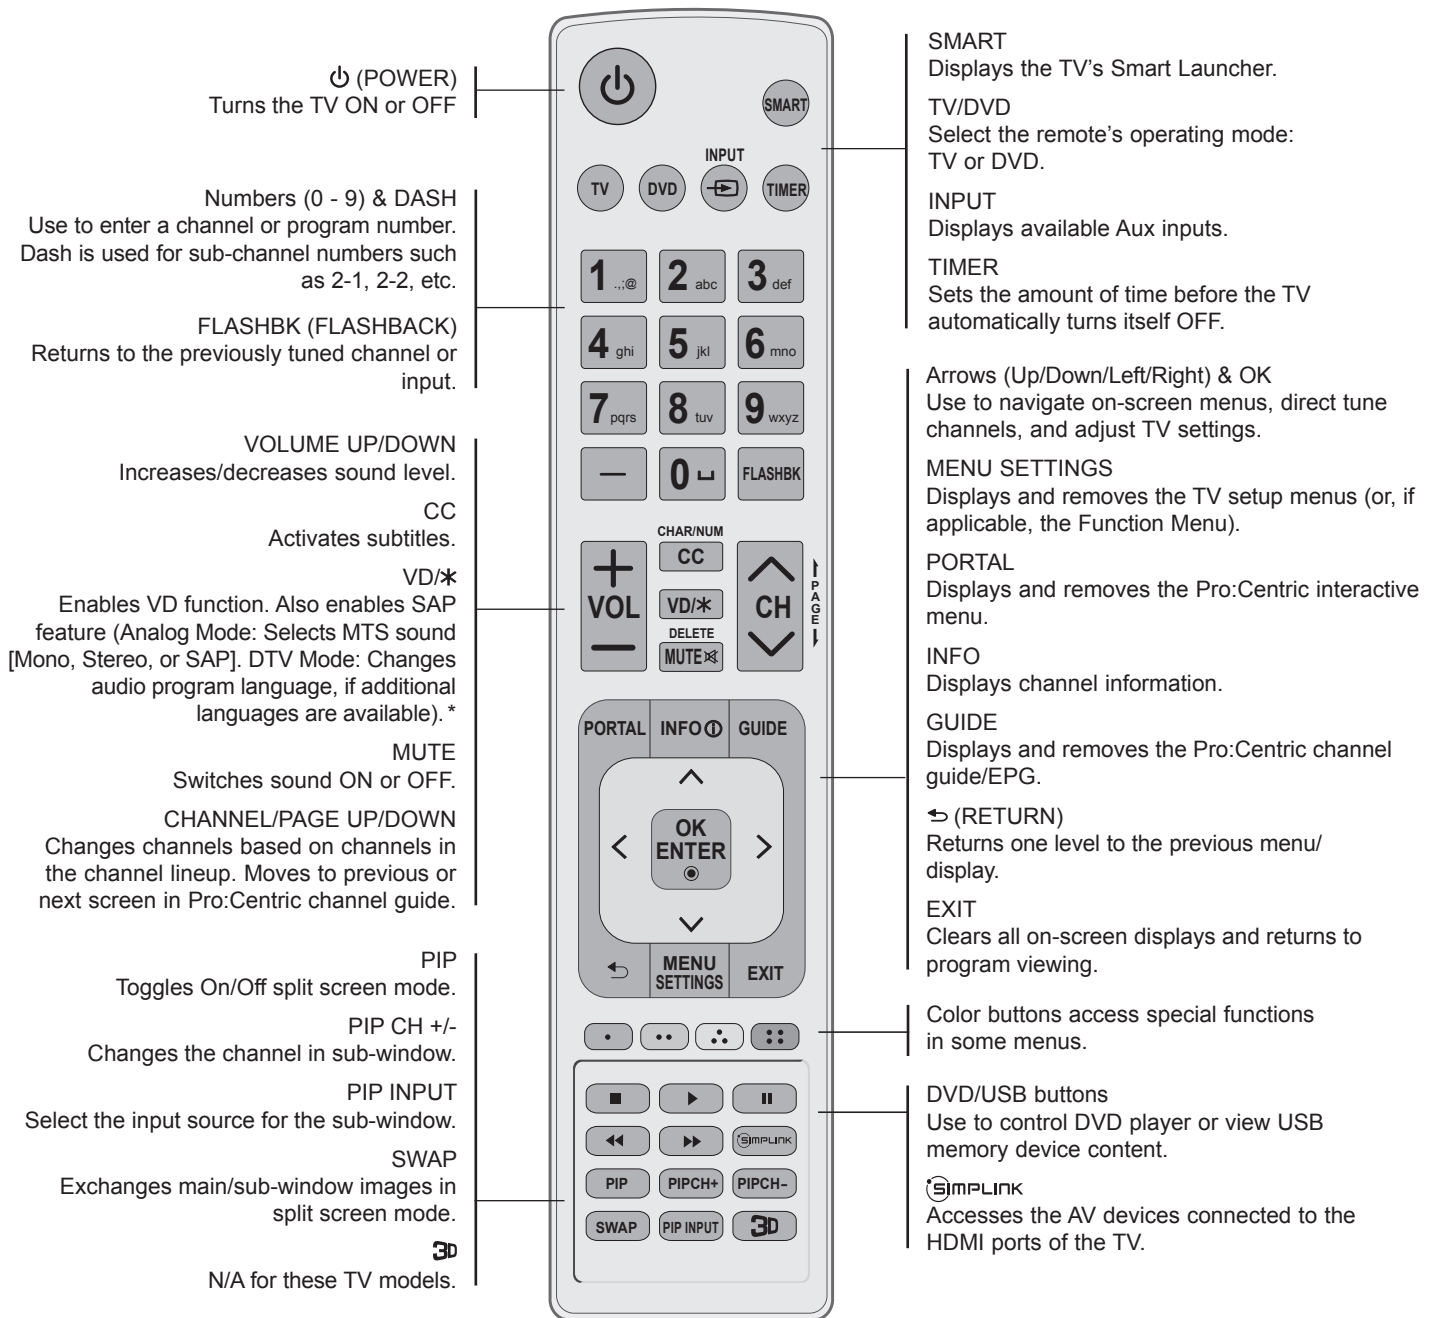 ⏻ (POWER)
Turns the TV ON or OFF
Numbers (0 - 9) & DASH
Use to enter a channel or program number.
Dash is used for sub-channel numbers such
as 2-1, 2-2, etc.
FLASHBK (FLASHBACK)
Returns to the previously tuned channel or
input.
VOLUME UP/DOWN
Increases/decreases sound level.
CC
Activates subtitles.
VD/*
Enables VD function. Also enables SAP
feature (Analog Mode: Selects MTS sound
[Mono, Stereo, or SAP]. DTV Mode: Changes
audio program language, if additional
languages are available). *
MUTE
Switches sound ON or OFF.
CHANNEL/PAGE UP/DOWN
Changes channels based on channels in
the channel lineup. Moves to previous or
next screen in Pro:Centric channel guide.
PIP
Toggles On/Off split screen mode.
PIP CH +/-
Changes the channel in sub-window.
PIP INPUT
Select the input source for the sub-window.
SWAP
Exchanges main/sub-window images in
split screen mode.
3D
N/A for these TV models.
SMART
INPUT
TV DVD TIMER
1 .,;@ 2 abc 3 def
4 ghi 5 jkl 6 mno
7 pqrs 8 tuv 9 wxyz
— 0 ⎵ FLASHBK
CHAR/NUM
+ CC
VOL VD/* CH PAGE
DELETE
— MUTE
PORTAL INFO GUIDE
OK
ENTER
MENU
SETTINGS EXIT
SIMPLINK
PIP PIPCH+ PIPCH-
SWAP PIP INPUT 3D
SMART
Displays the TV's Smart Launcher.
TV/DVD
Select the remote's operating mode:
TV or DVD.
INPUT
Displays available Aux inputs.
TIMER
Sets the amount of time before the TV
automatically turns itself OFF.
Arrows (Up/Down/Left/Right) & OK
Use to navigate on-screen menus, direct tune
channels, and adjust TV settings.
MENU SETTINGS
Displays and removes the TV setup menus (or, if
applicable, the Function Menu).
PORTAL
Displays and removes the Pro:Centric interactive
menu.
INFO
Displays channel information.
GUIDE
Displays and removes the Pro:Centric channel
guide/EPG.
⮌ (RETURN)
Returns one level to the previous menu/
display.
EXIT
Clears all on-screen displays and returns to
program viewing.
Color buttons access special functions
in some menus.
DVD/USB buttons
Use to control DVD player or view USB
memory device content.
SIMPLINK
Accesses the AV devices connected to the
HDMI ports of the TV.